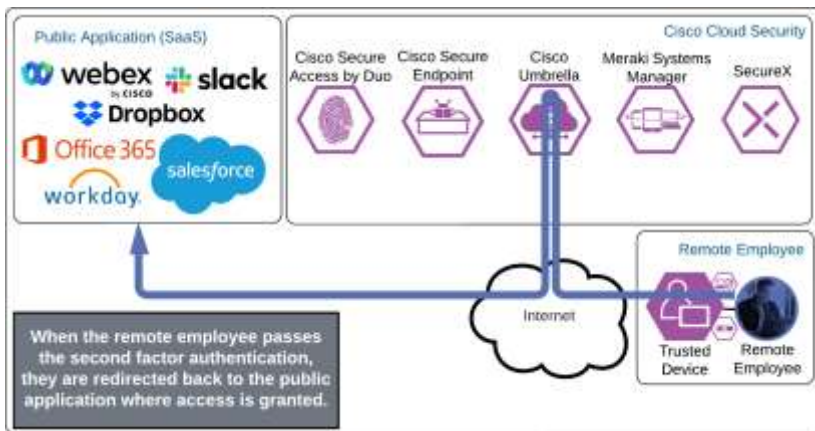 Public Application (SaaS)
webex
by CISCO
slack
Dropbox
Office 365
salesforce
workday.
Cisco Cloud Security
Cisco Secure
Access by Duo
Cisco Secure
Endpoint
Cisco
Umbrella
Meraki Systems
Manager
SecureX
Internet
Remote Employee
Trusted
Device
Remote
Employee
When the remote employee passes
the second factor authentication,
they are redirected back to the public
application where access is granted.